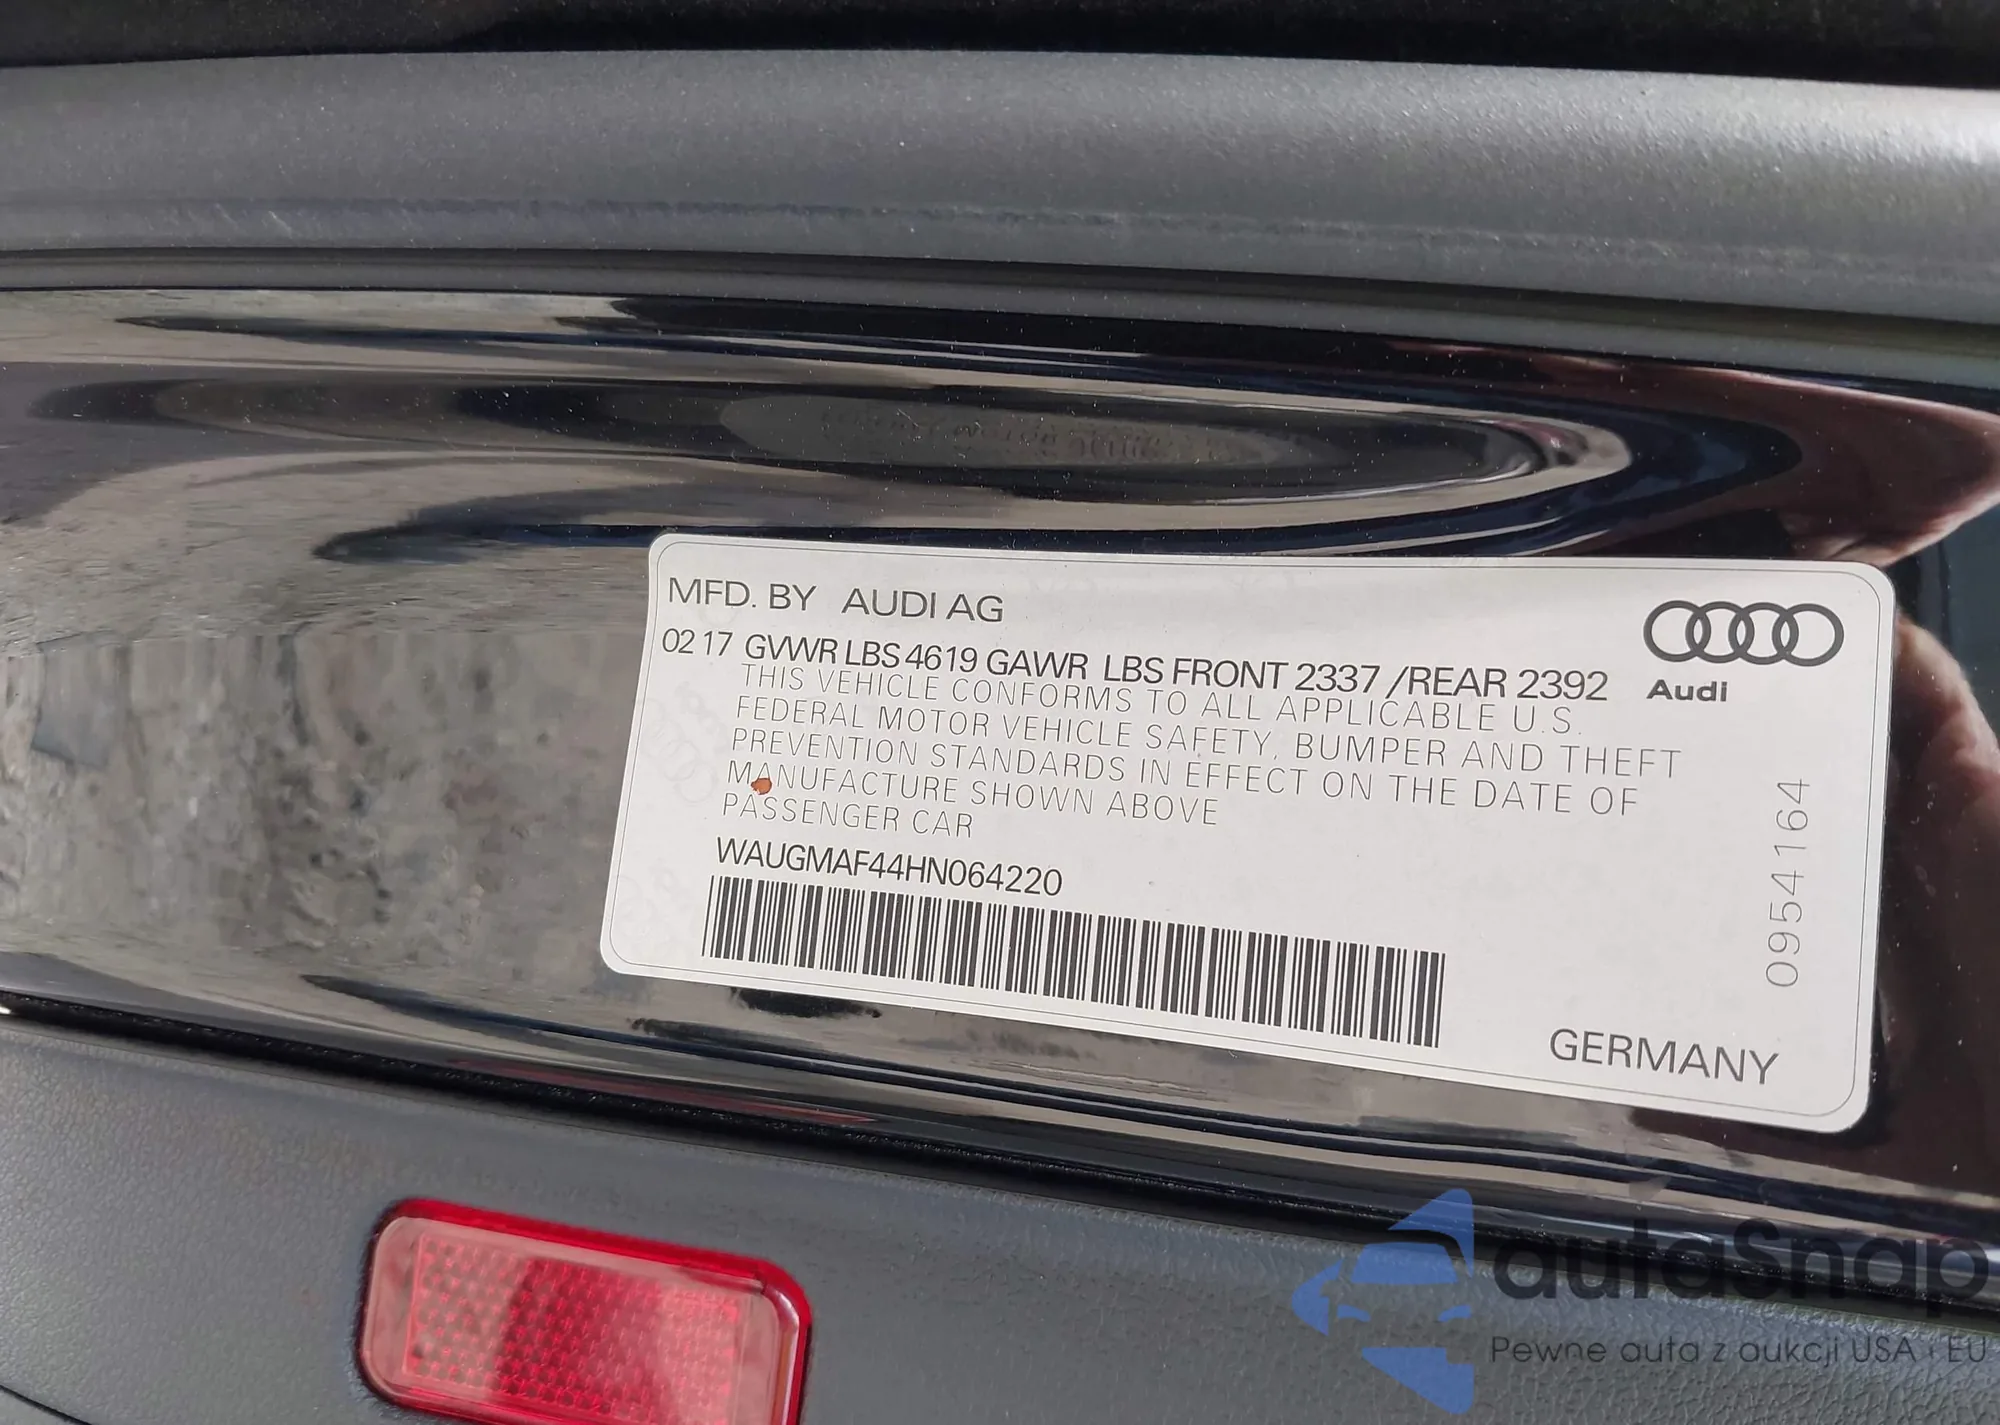 MFD. BY AUDI AG
02 17 GVWR LBS 4619 GAWR LBS FRONT 2337 /REAR 2392
Audi
THIS VEHICLE CONFORMS TO ALL APPLICABLE U.S.
FEDERAL MOTOR VEHICLE SAFETY, BUMPER AND THEFT
PREVENTION STANDARDS IN EFFECT ON THE DATE OF
MANUFACTURE SHOWN ABOVE
PASSENGER CAR
WAUGMAF44HN064220
0954164
GERMANY
autasnap
Pewne auta z aukcji USA i EU